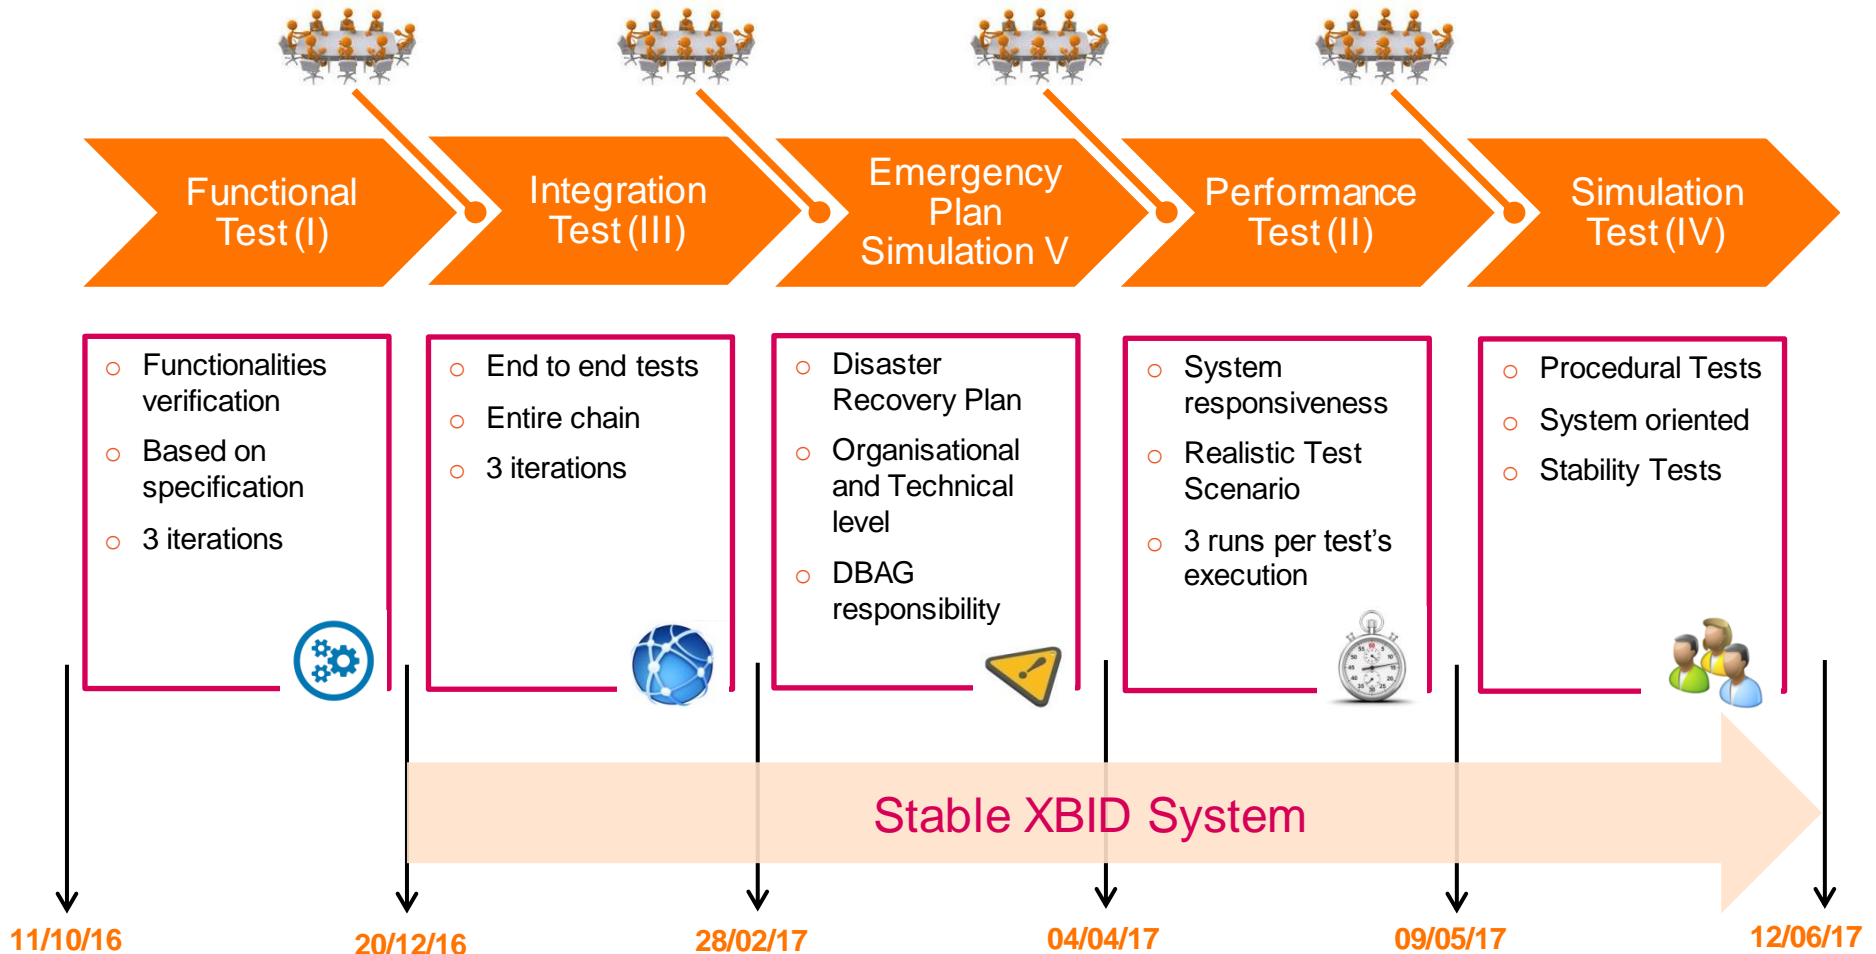 Functional
Test (I)
Integration
Test (III)
Emergency
Plan
Simulation V
Performance
Test (II)
Simulation
Test (IV)
Functionalities
verification
Based on
specification
3 iterations
End to end tests
Entire chain
3 iterations
Disaster
Recovery Plan
Organisational
and Technical
level
DBAG
responsibility
System
responsiveness
Realistic Test
Scenario
3 runs per test's
execution
Procedural Tests
System oriented
Stability Tests
Stable XBID System
11/10/16
20/12/16
28/02/17
04/04/17
09/05/17
12/06/17